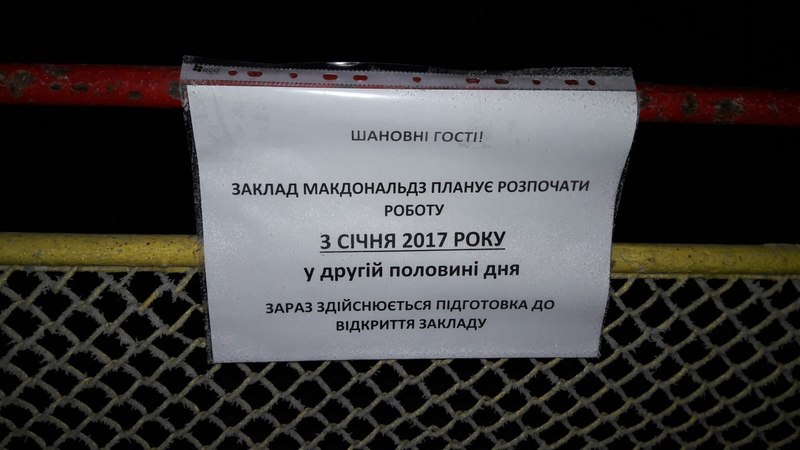 ШАНОВНІ ГОСТІ!
ЗАКЛАД МАКДОНАЛЬДЗ ПЛАНУЄ РОЗПОЧАТИ
РОБОТУ
3 СІЧНЯ 2017 РОКУ
у другій половині дня
ЗАРАЗ ЗДІЙСНЮЄТЬСЯ ПІДГОТОВКА ДО
ВІДКРИТТЯ ЗАКЛАДУ